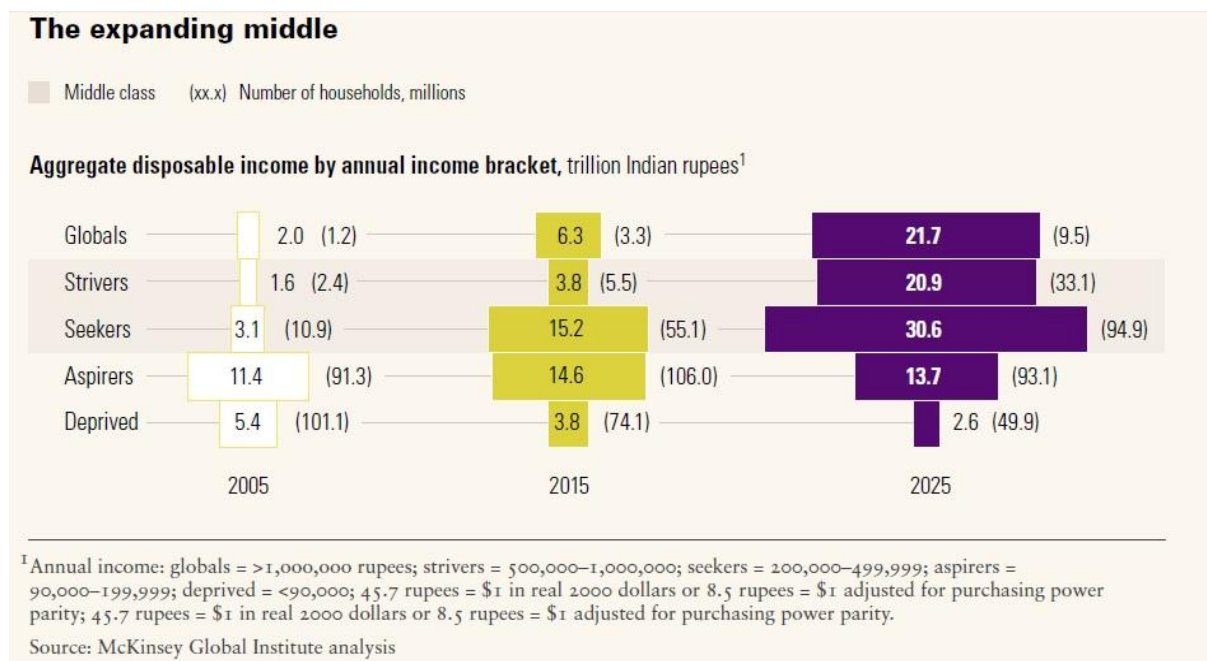 The expanding middle
Middle class (xx.x) Number of households, millions
Aggregate disposable income by annual income bracket, trillion Indian rupees¹
Globals 2.0 (1.2) 6.3 (3.3) 21.7 (9.5)
Strivers 1.6 (2.4) 3.8 (5.5) 20.9 (33.1)
Seekers 3.1 (10.9) 15.2 (55.1) 30.6 (94.9)
Aspirers 11.4 (91.3) 14.6 (106.0) 13.7 (93.1)
Deprived 5.4 (101.1) 3.8 (74.1) 2.6 (49.9)
2005 2015 2025
¹Annual income: globals = >1,000,000 rupees; strivers = 500,000–1,000,000; seekers = 200,000–499,999; aspirers =
90,000–199,999; deprived = <90,000; 45.7 rupees = $1 in real 2000 dollars or 8.5 rupees = $1 adjusted for purchasing power
parity; 45.7 rupees = $1 in real 2000 dollars or 8.5 rupees = $1 adjusted for purchasing power parity.
Source: McKinsey Global Institute analysis